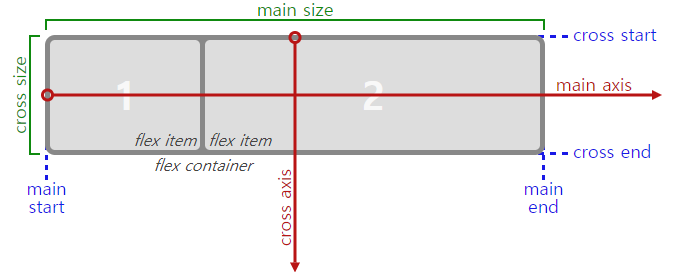 main size
cross start
cross size
1
2
main axis
flex item
flex item
cross end
flex container
main
start
cross axis
main
end